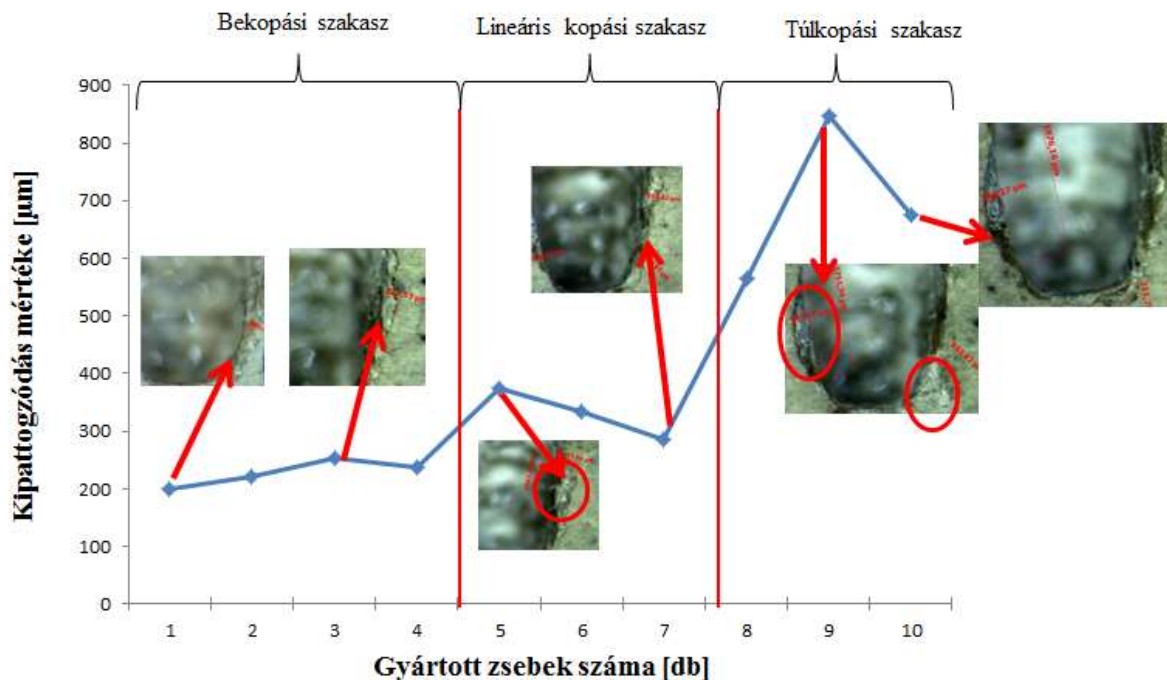 Bekopási szakasz
Lineáris kopási szakasz
Túlkopási szakasz
Kipattogzódás mértéke [µm]
900
800
700
600
500
400
300
200
100
0
1 2 3 4 5 6 7 8 9 10
Gyártott zsebek száma [db]